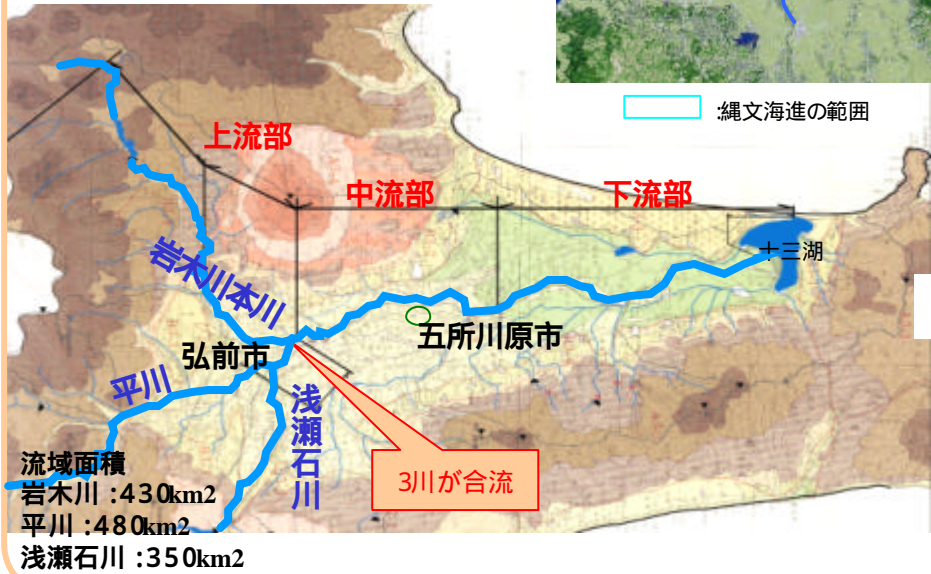 :縄文海進の範囲
上流部
中流部
下流部
十三湖
岩木川本川
五所川原市
弘前市
平川
浅瀬石川
3川が合流
流域面積
岩木川:430km2
平川:480km2
浅瀬石川:350km2